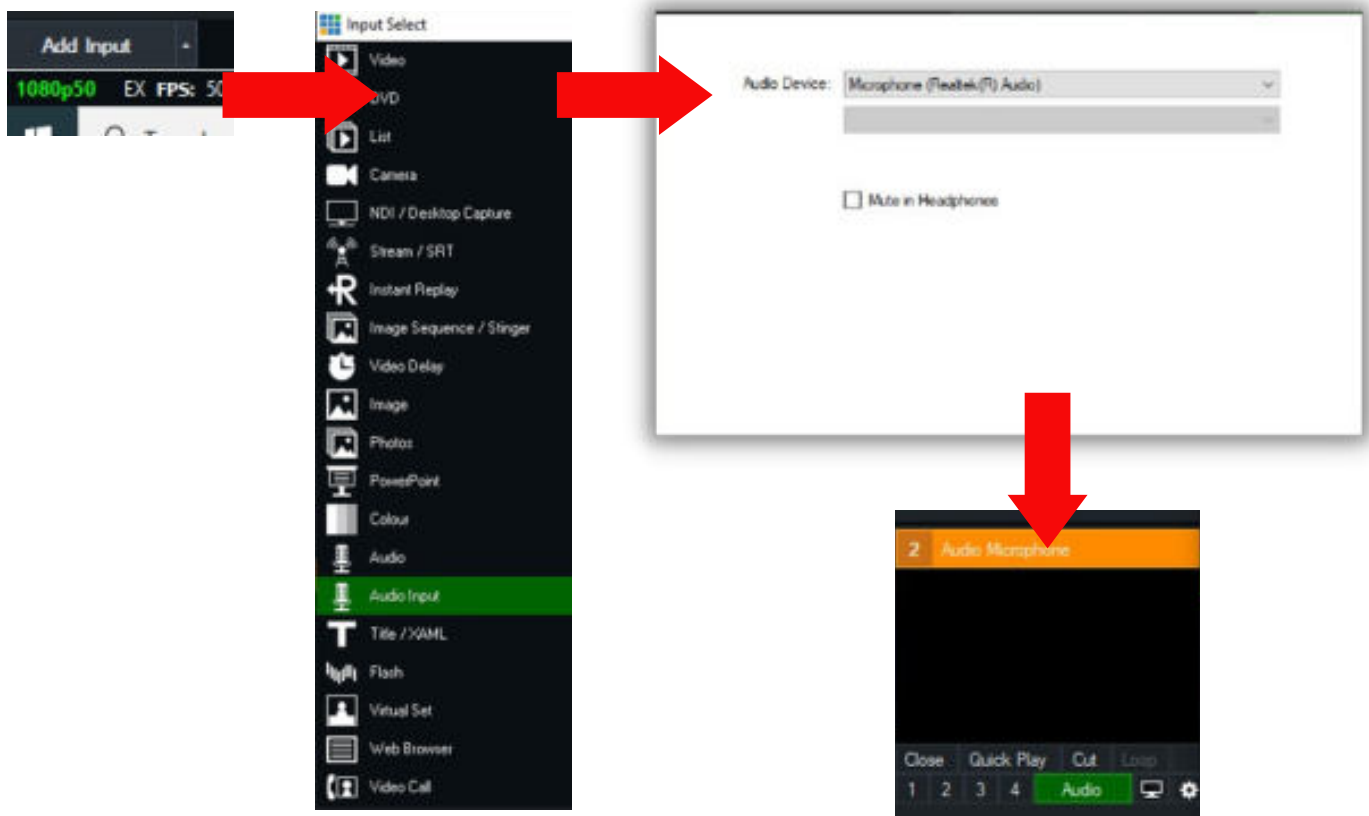 Add Input
1080p50 EX FPS: 50
Input Select
Video
DVD
List
Camera
NDI / Desktop Capture
Stream / SRT
Instant Replay
Image Sequence / Stinger
Video Delay
Image
Photos
PowerPoint
Colour
Audio
Audio Input
Title / XAML
Flash
Virtual Set
Web Browser
Video Call
Audio Device: Microphone (Realtek(R) Audio)
Mute in Headphones
2 Audio Microphone
Close Quick Play Cut Loop
1 2 3 4 Audio